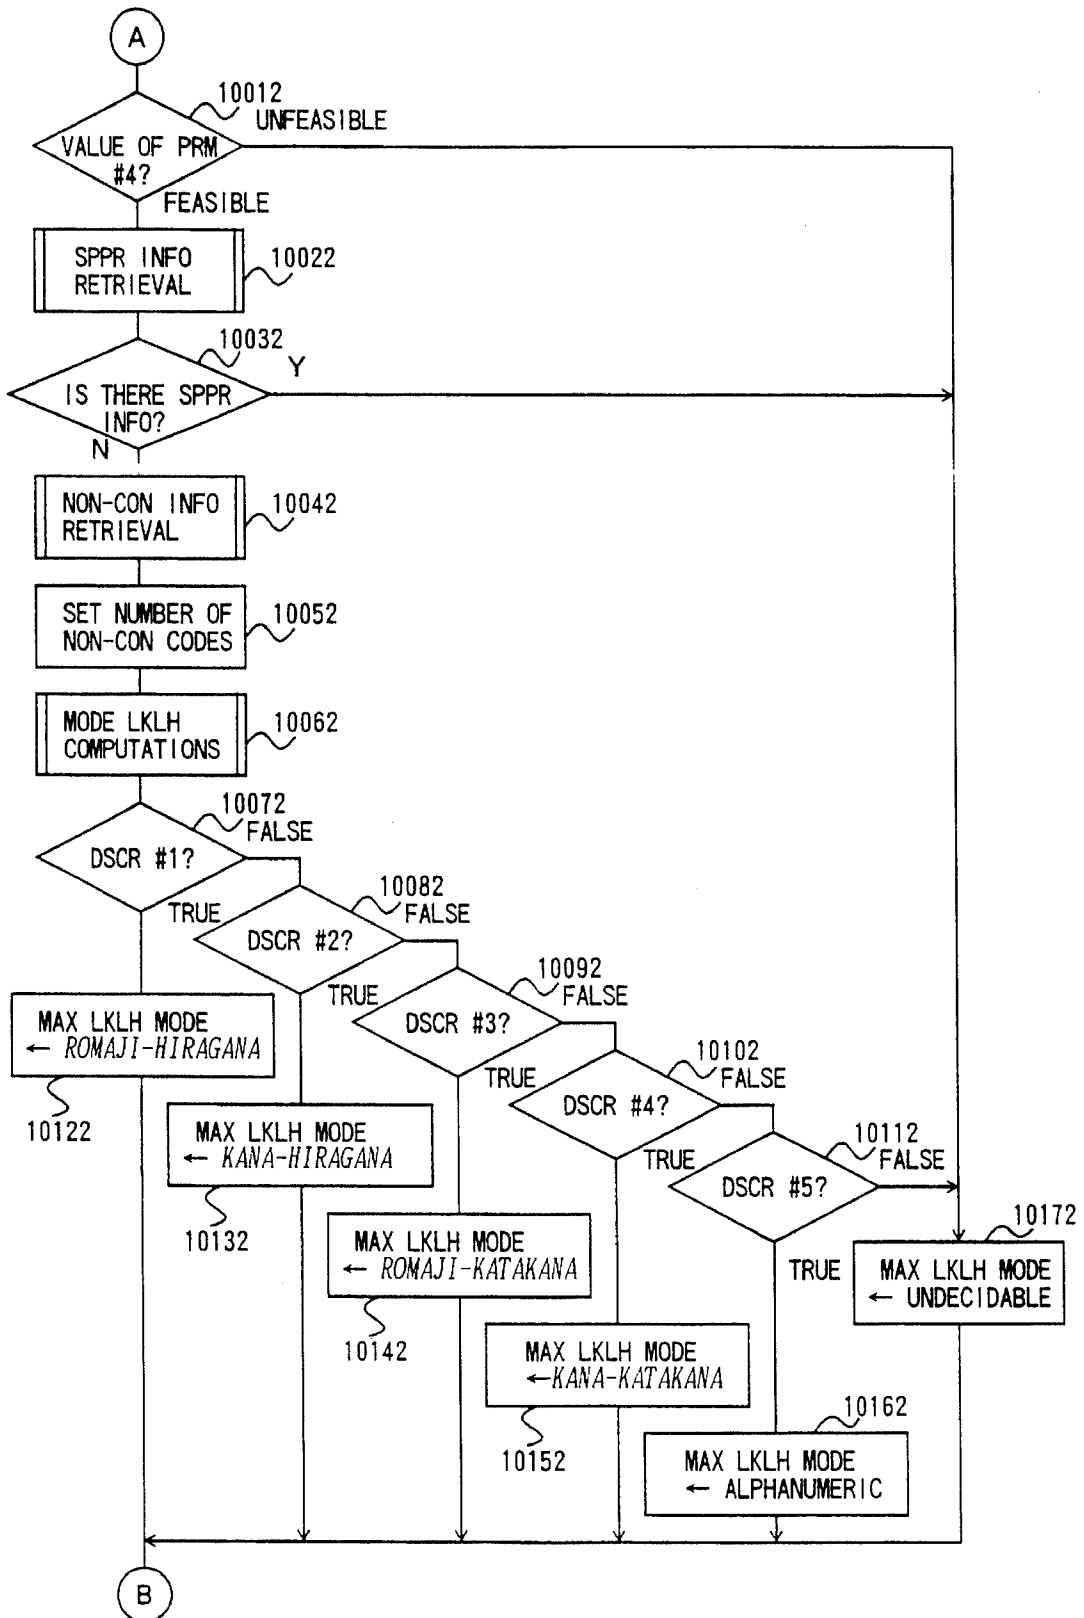 A
10012
UNFEASIBLE
VALUE OF PRM
#4?
FEASIBLE
SPPR INFO
RETRIEVAL
10022
10032
Y
IS THERE SPPR
INFO?
N
NON-CON INFO
RETRIEVAL
10042
SET NUMBER OF
NON-CON CODES
10052
MODE LKLH
COMPUTATIONS
10062
10072
FALSE
DSCR #1?
TRUE
10082
FALSE
DSCR #2?
TRUE
10092
FALSE
DSCR #3?
TRUE
10102
FALSE
DSCR #4?
TRUE
10112
FALSE
DSCR #5?
TRUE
MAX LKLH MODE
← ROMAJI-HIRAGANA
10122
MAX LKLH MODE
← KANA-HIRAGANA
10132
MAX LKLH MODE
← ROMAJI-KATAKANA
10142
MAX LKLH MODE
←KANA-KATAKANA
10152
10162
MAX LKLH MODE
← ALPHANUMERIC
10172
MAX LKLH MODE
← UNDECIDABLE
B